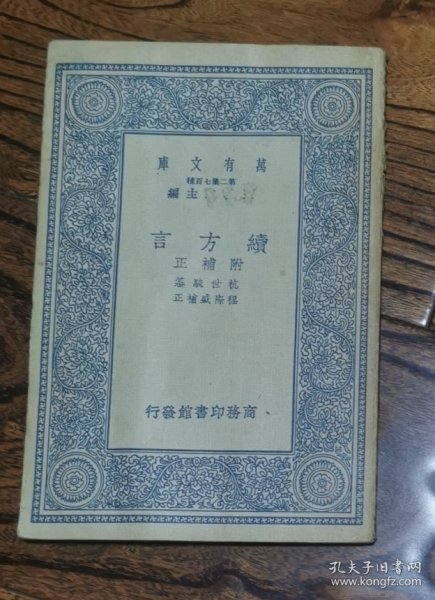 萬有文庫
第二集七百種
主編
續方言
附補正
杭世駿著
程際盛補正
商務印書館發行
孔夫子旧书网
www.kongfz.com